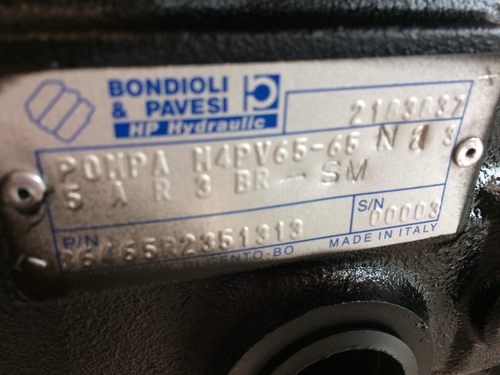 BONDIOLI
& PAVESI
HP Hydraulic
2103037
POMPA M4PV65-65 N
5 A R 3 BR-SM
P/N
S/N
00003
MADE IN ITALY